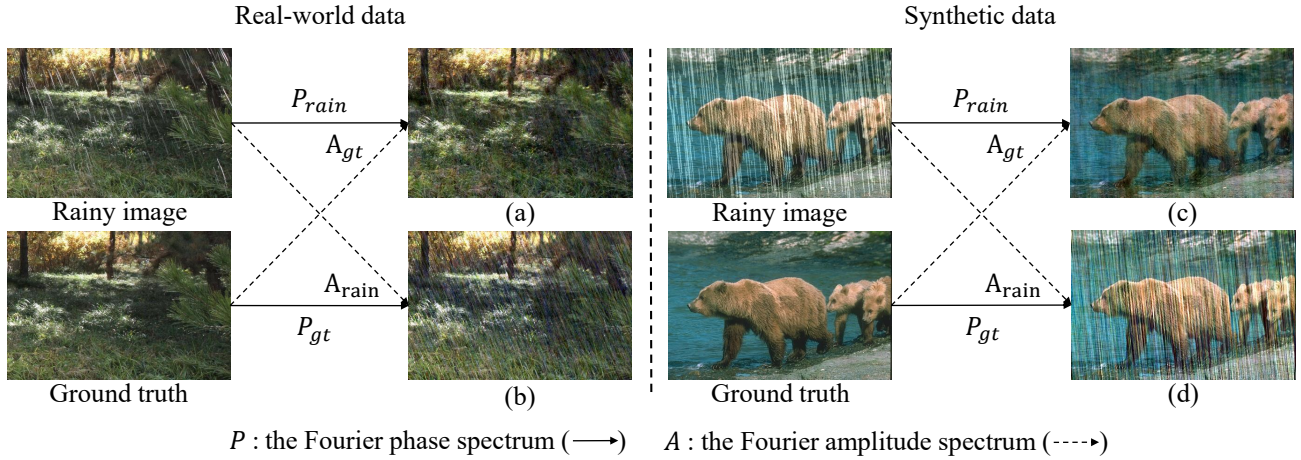 Real-world data
Synthetic data
P_rain
A_gt
Rainy image
(a)
A_rain
P_gt
Ground truth
(b)
P_rain
A_gt
Rainy image
(c)
A_rain
P_gt
Ground truth
(d)
P : the Fourier phase spectrum (→) A : the Fourier amplitude spectrum (⇢)